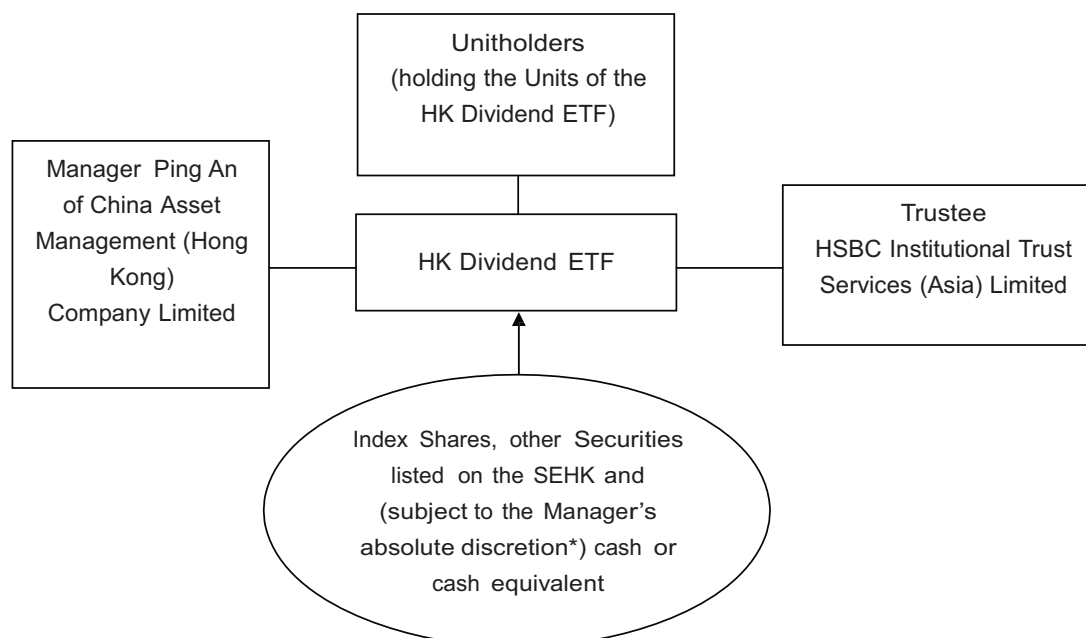 Unitholders
(holding the Units of the
HK Dividend ETF)
Manager Ping An
of China Asset
Management (Hong
Kong)
Company Limited
HK Dividend ETF
Trustee
HSBC Institutional Trust
Services (Asia) Limited
Index Shares, other Securities
listed on the SEHK and
(subject to the Manager’s
absolute discretion*) cash or
cash equivalent